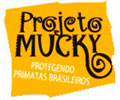 Projeto
MUCKY
PROTEGENDO
PRIMATAS BRASILEIROS